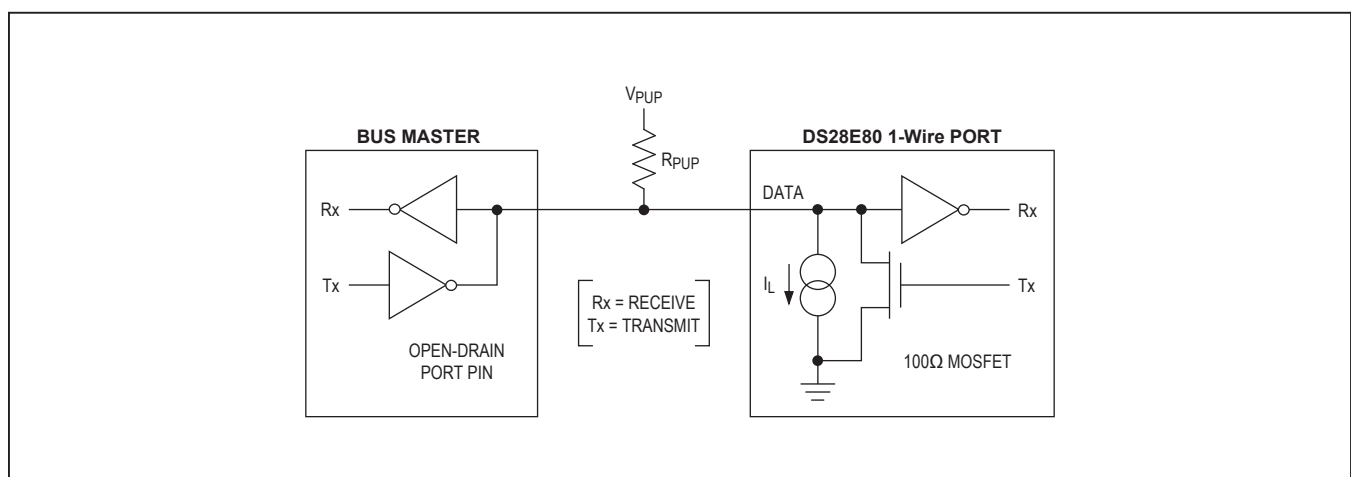 VPUP
BUS MASTER
DS28E80 1-Wire PORT
RPUP
DATA
Rx
Rx
Tx
IL
Tx
Rx = RECEIVE
Tx = TRANSMIT
OPEN-DRAIN
PORT PIN
100Ω MOSFET